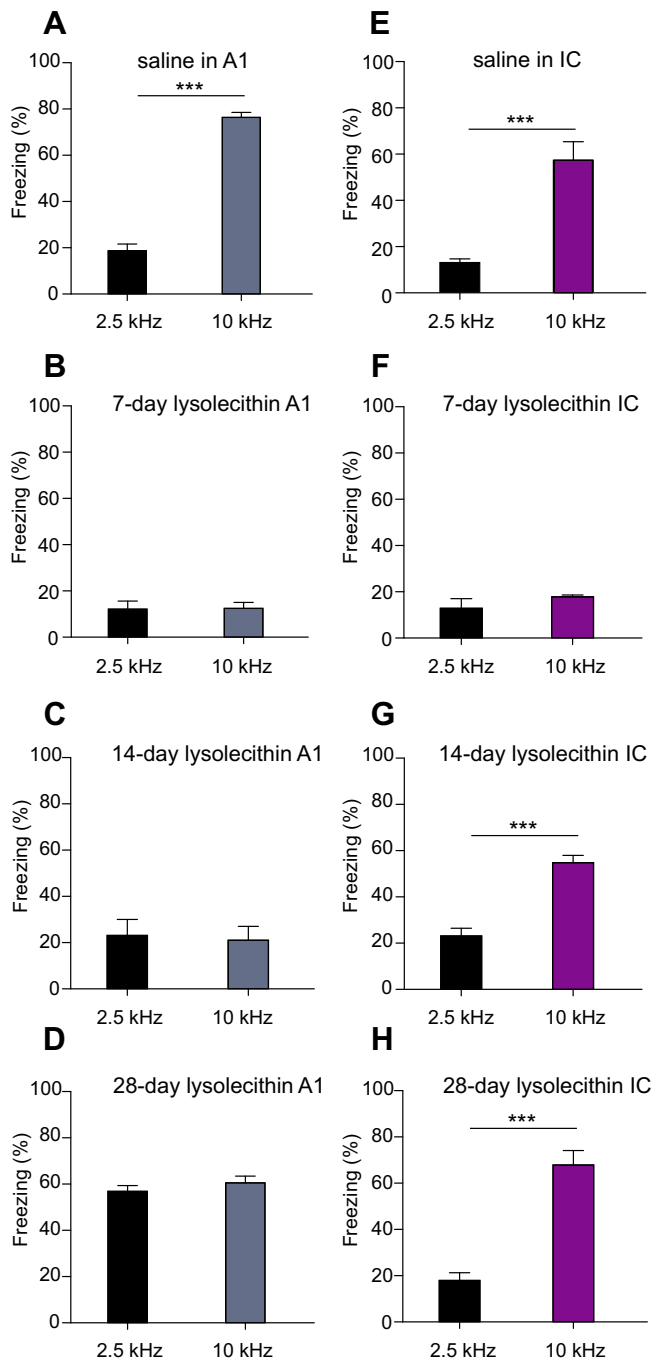 A
saline in A1
***
Freezing (%)
100
80
60
40
20
0
2.5 kHz 10 kHz
E
saline in IC
***
Freezing (%)
100
80
60
40
20
0
2.5 kHz 10 kHz
B
7-day lysolecithin A1
Freezing (%)
100
80
60
40
20
0
2.5 kHz 10 kHz
F
7-day lysolecithin IC
Freezing (%)
100
80
60
40
20
0
2.5 kHz 10 kHz
C
14-day lysolecithin A1
Freezing (%)
100
80
60
40
20
0
2.5 kHz 10 kHz
G
14-day lysolecithin IC
***
Freezing (%)
100
80
60
40
20
0
2.5 kHz 10 kHz
D
28-day lysolecithin A1
Freezing (%)
100
80
60
40
20
0
2.5 kHz 10 kHz
H
28-day lysolecithin IC
***
Freezing (%)
100
80
60
40
20
0
2.5 kHz 10 kHz